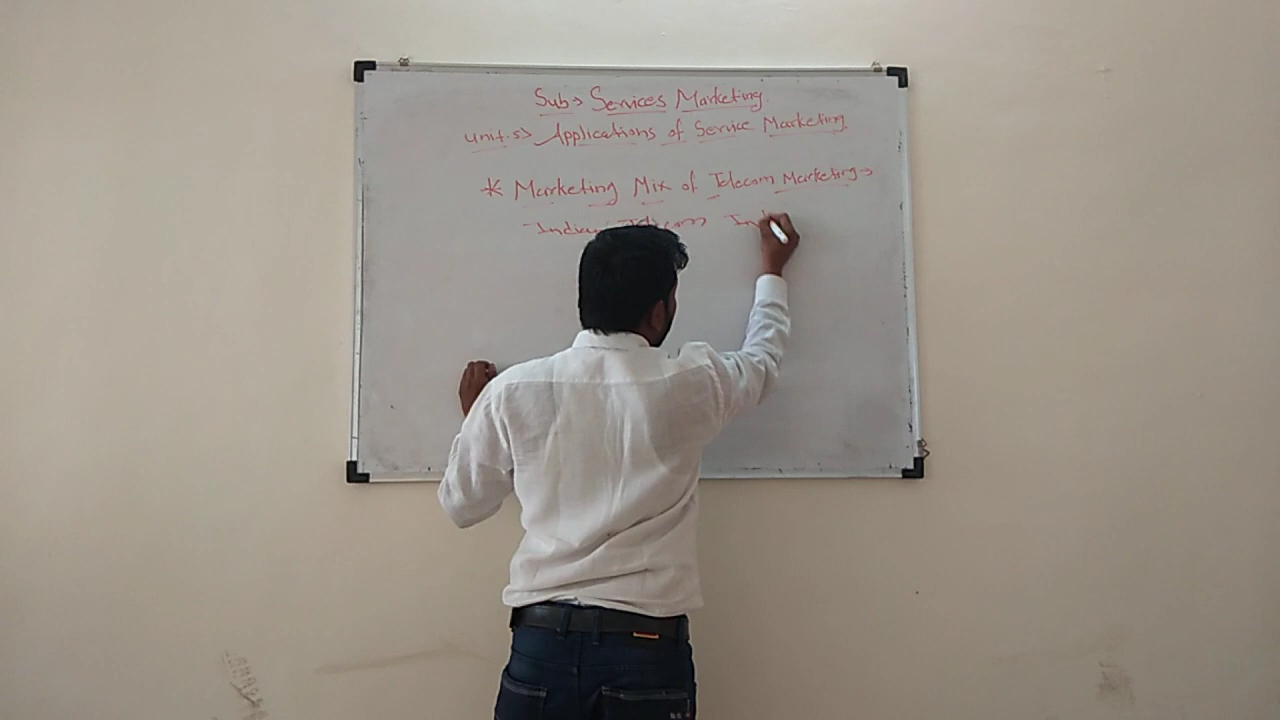 Sub→ Services Marketing.
Unit.5> Applications of Service Marketing.
* Marketing Mix of Telecom Marketing→
Indian Telecom Ind